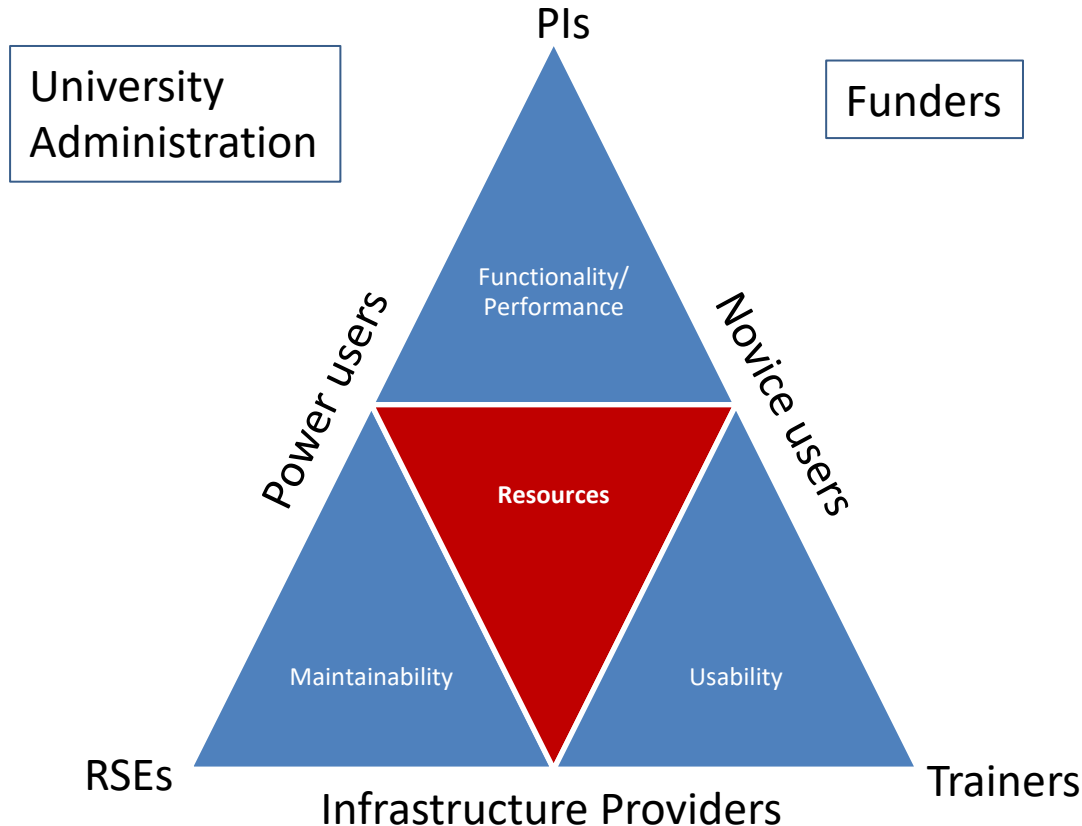 PIs
University
Administration
Funders
Functionality/
Performance
Power users
Novice users
Resources
Maintainability
Usability
RSEs
Trainers
Infrastructure Providers